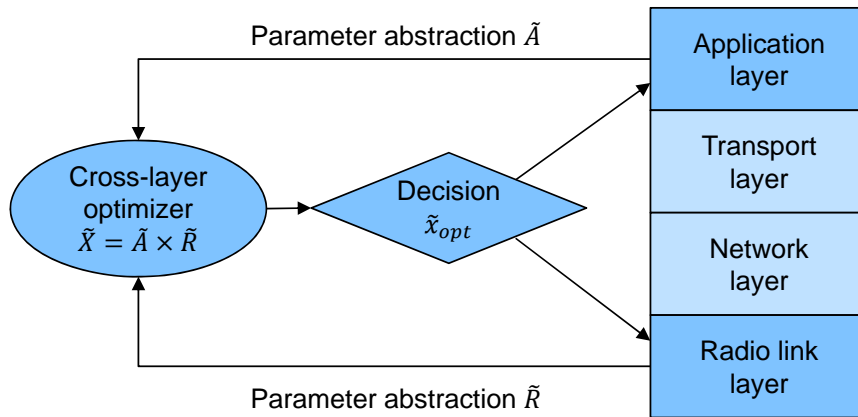 Parameter abstraction Ã
Application
layer
Transport
layer
Cross-layer
optimizer
X̃ = Ã × R̃
Decision
x̃ₒₚₜ
Network
layer
Radio link
layer
Parameter abstraction R̃